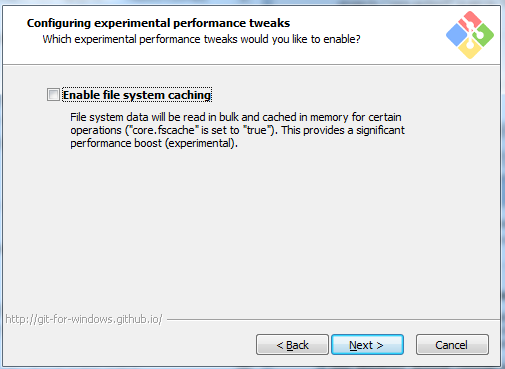 Configuring experimental performance tweaks
Which experimental performance tweaks would you like to enable?
Enable file system caching
File system data will be read in bulk and cached in memory for certain
operations ("core.fscache" is set to "true"). This provides a significant
performance boost (experimental).
http://git-for-windows.github.io/
< Back
Next >
Cancel